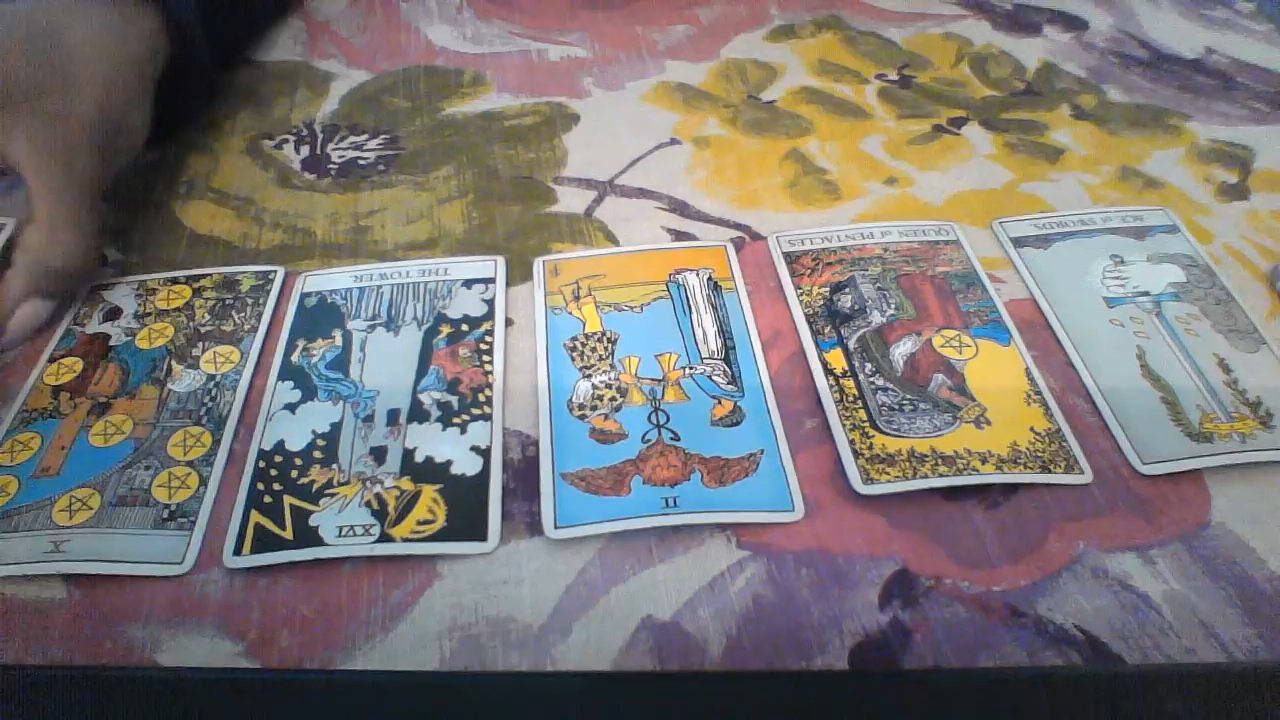 X
THE TOWER.
XVI
II
QUEEN of PENTACLES.
ACE of SWORDS.